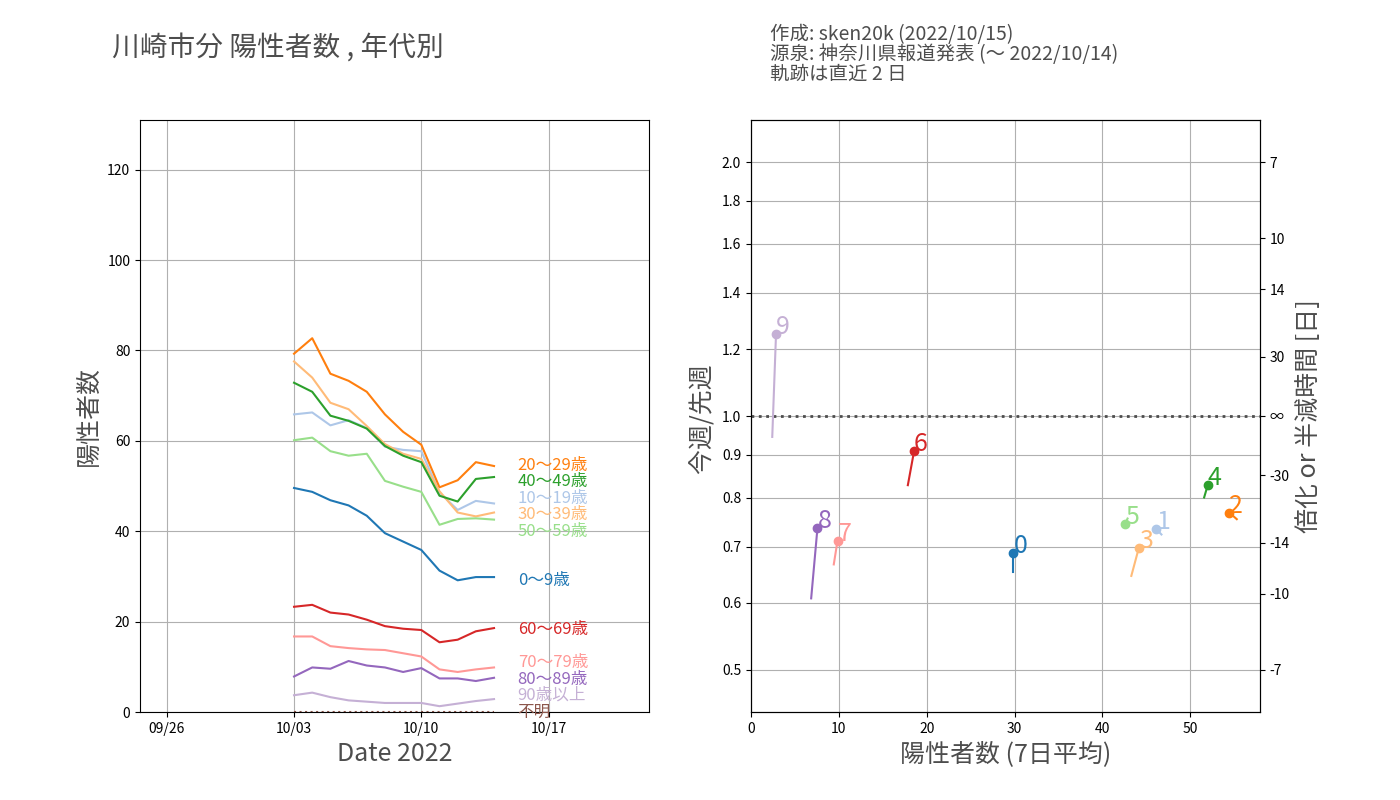 川崎市分 陽性者数 , 年代別
作成: sken20k (2022/10/15)
源泉: 神奈川県報道発表 (〜 2022/10/14)
軌跡は直近 2 日
陽性者数
120
100
80
60
40
20
0
20〜29歳
40〜49歳
10〜19歳
30〜39歳
50〜59歳
0〜9歳
60〜69歳
70〜79歳
80〜89歳
90歳以上
不明
09/26
10/03
10/10
10/17
Date 2022
今週/先週
2.0
1.8
1.6
1.4
1.2
1.0
0.9
0.8
0.7
0.6
0.5
9
6
4
2
5
1
8
7
3
0
7
10
14
30
∞
-30
-14
-10
-7
倍化 or 半減時間 [日]
0
10
20
30
40
50
陽性者数 (7日平均)